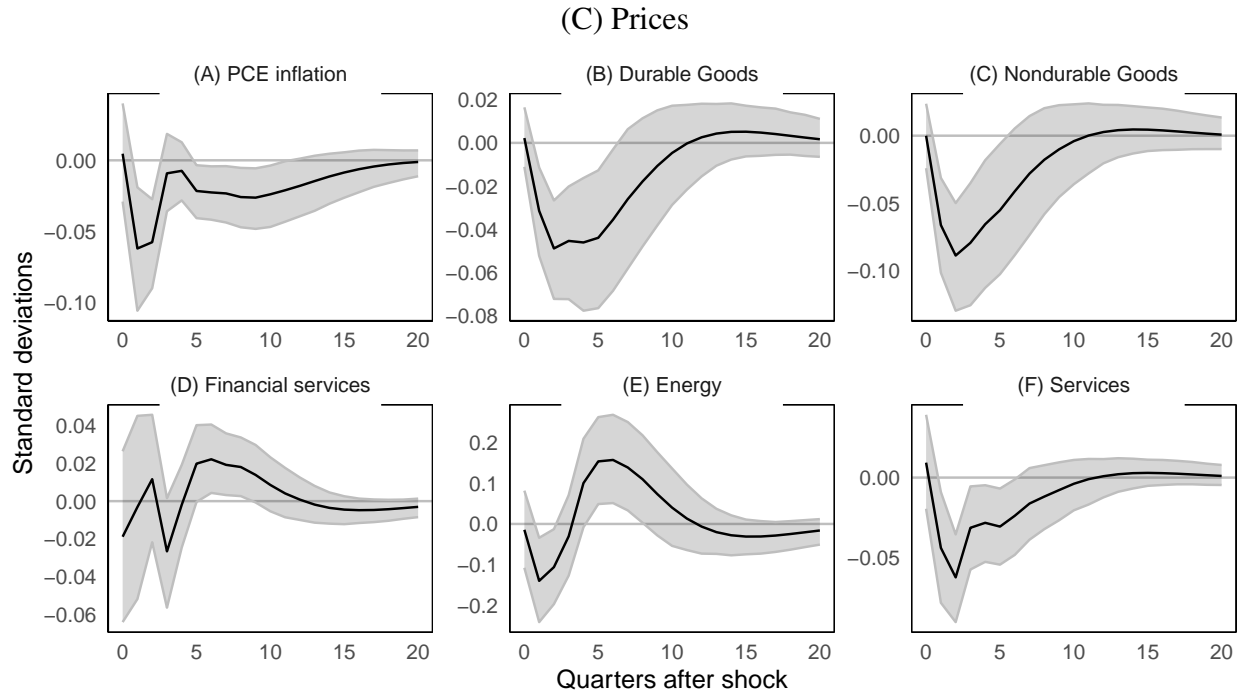 (C) Prices
(A) PCE inflation
(B) Durable Goods
(C) Nondurable Goods
0.00
−0.05
−0.10
0.02
0.00
−0.02
−0.04
−0.06
−0.08
0.00
−0.05
−0.10
0 5 10 15 20
0 5 10 15 20
0 5 10 15 20
(D) Financial services
(E) Energy
(F) Services
0.04
0.02
0.00
−0.02
−0.04
−0.06
0.2
0.1
0.0
−0.1
−0.2
0.00
−0.05
0 5 10 15 20
0 5 10 15 20
0 5 10 15 20
Standard deviations
Quarters after shock